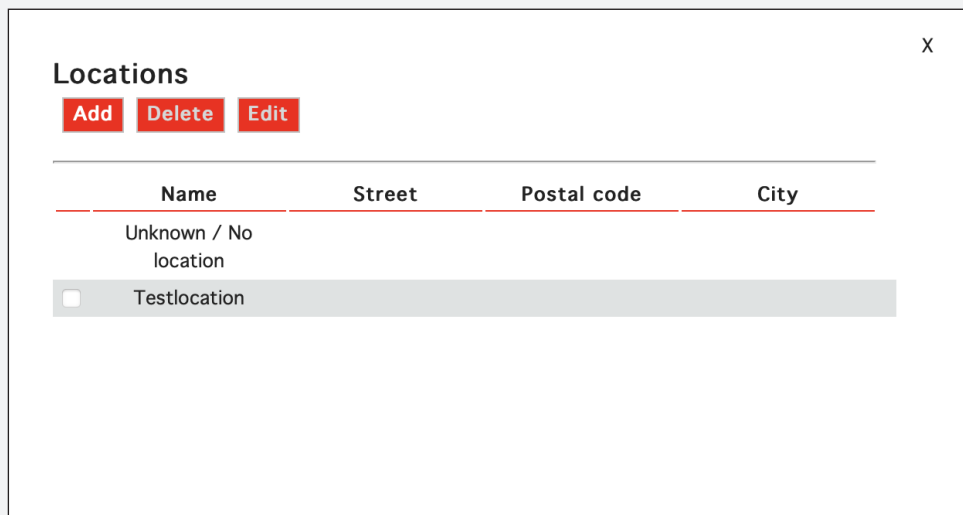 X
Locations
Add Delete Edit
Name Street Postal code City
Unknown / No
location
Testlocation